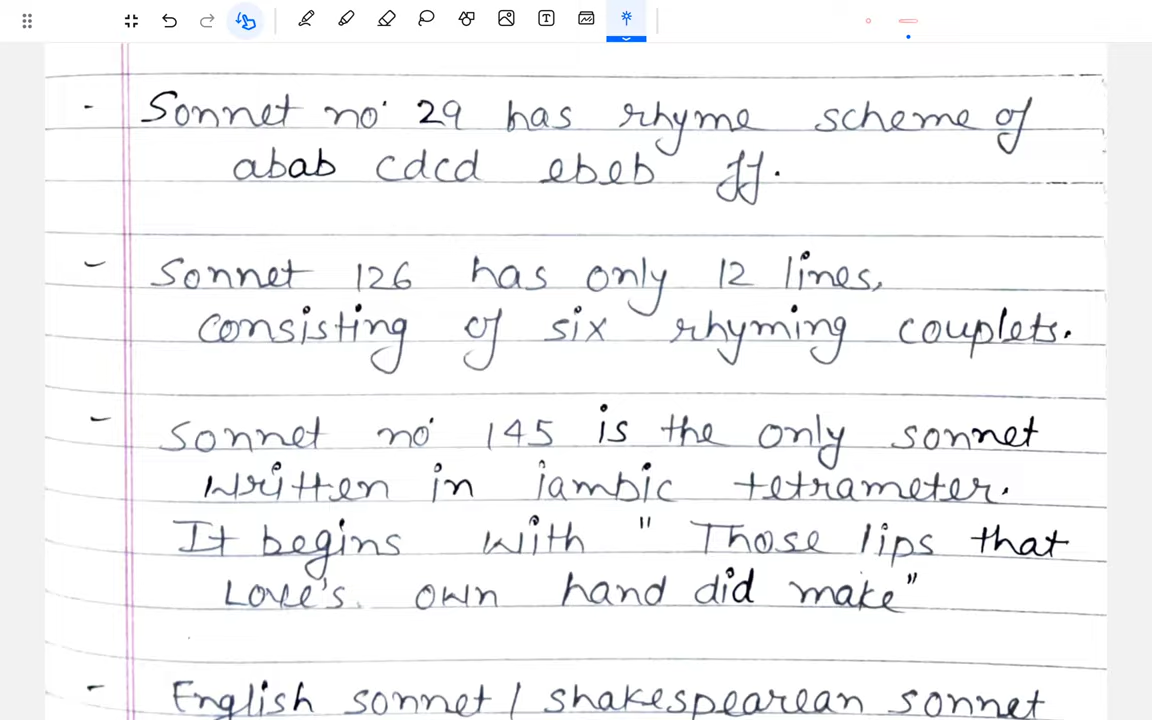 - Sonnet no. 29 has rhyme scheme of
abab cdcd ebeb ff.
- Sonnet 126 has only 12 lines,
consisting of six rhyming couplets.
- Sonnet no. 145 is the only sonnet
written in iambic tetrameter.
It begins with "Those lips that
Love's own hand did make"
- English sonnet / shakespearean sonnet